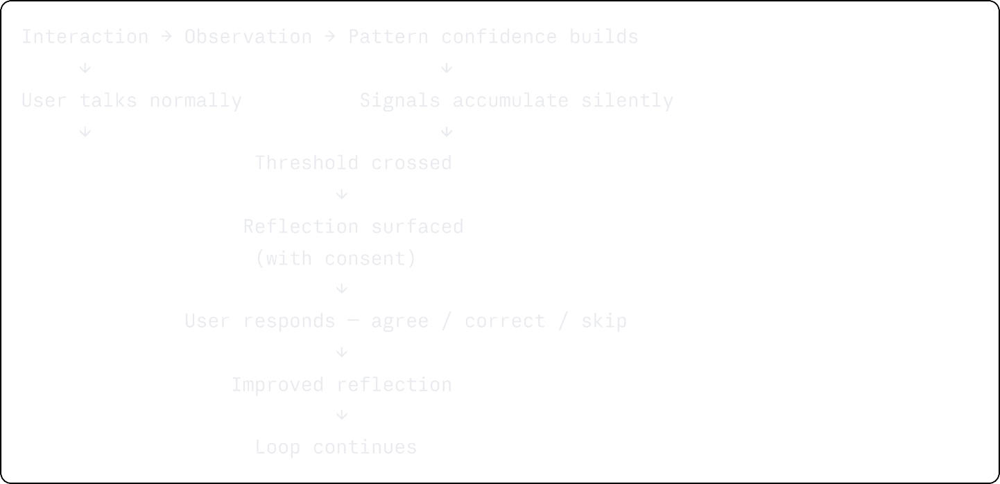 Interaction → Observation → Pattern confidence builds
↓ ↓
User talks normally Signals accumulate silently
↓ ↓
Threshold crossed
↓
Reflection surfaced
(with consent)
↓
User responds — agree / correct / skip
↓
Improved reflection
↓
Loop continues